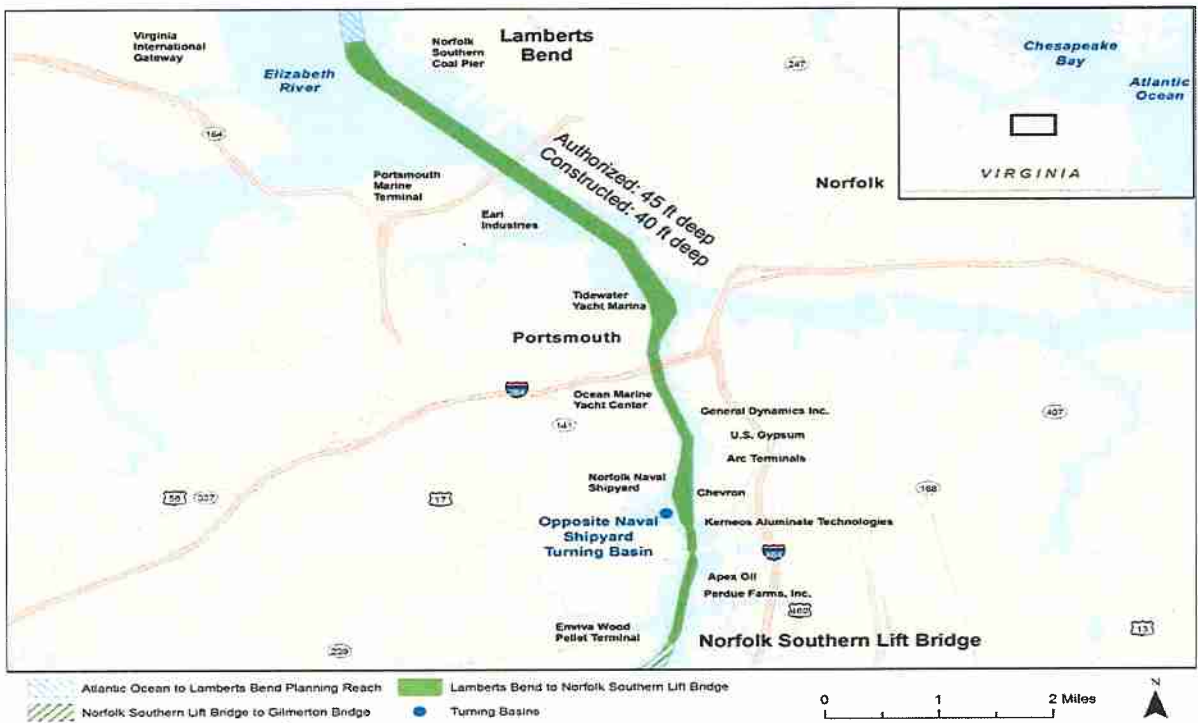 Virginia
International
Gateway
Elizabeth
River
Norfolk
Southern
Coal Pier
Lamberts
Bend
247
Chesapeake
Bay
Atlantic
Ocean
VIRGINIA
164
Portsmouth
Marine
Terminal
Earl
Industries
Authorized: 45 ft deep
Constructed: 40 ft deep
Norfolk
Tidewater
Yacht Marina
Portsmouth
Ocean Marine
Yacht Center
141
General Dynamics Inc.
U.S. Gypsum
Arc Terminals
407
Norfolk Naval
Shipyard
Chevron
168
58
337
17
Opposite Naval
Shipyard
Turning Basin
Kerneos Aluminate Technologies
464
Apex Oil
Perdue Farms, Inc.
460
Enviva Wood
Pellet Terminal
Norfolk Southern Lift Bridge
13
239
Atlantic Ocean to Lamberts Bend Planning Reach
Lamberts Bend to Norfolk Southern Lift Bridge
Norfolk Southern Lift Bridge to Gilmerton Bridge
Turning Basins
0 1 2 Miles
N